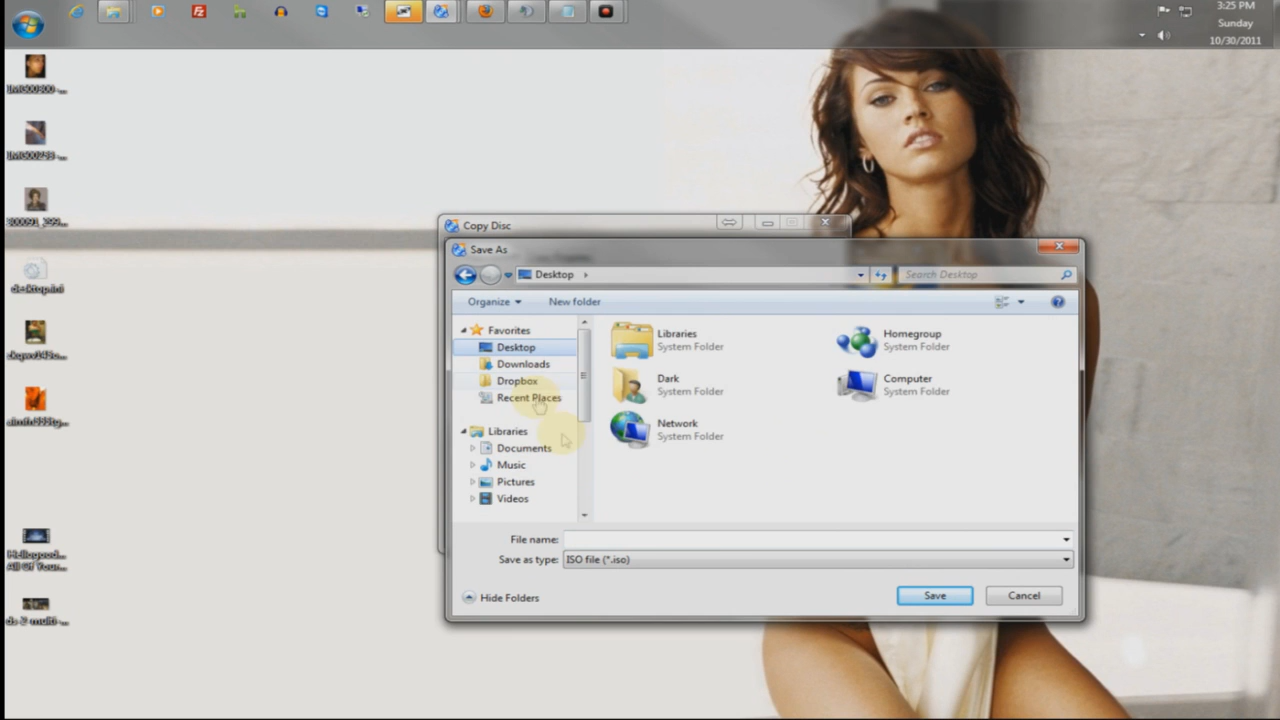 3:25 PM
Sunday
10/30/2011
desktop.ini
Copy Disc
Save As
Desktop
Search Desktop
Organize
New folder
Favorites
Desktop
Downloads
Dropbox
Recent Places
Libraries
Documents
Music
Pictures
Videos
Libraries
System Folder
Homegroup
System Folder
Dark
System Folder
Computer
System Folder
Network
System Folder
File name:
Save as type: ISO file (*.iso)
Hide Folders
Save
Cancel